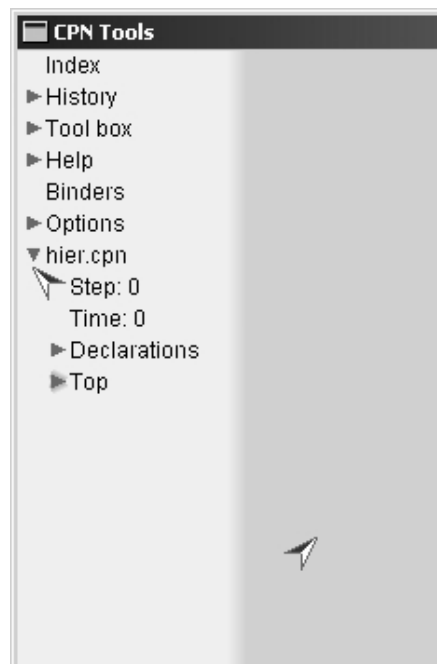 CPN Tools
Index
History
Tool box
Help
Binders
Options
hier.cpn
Step: 0
Time: 0
Declarations
Top